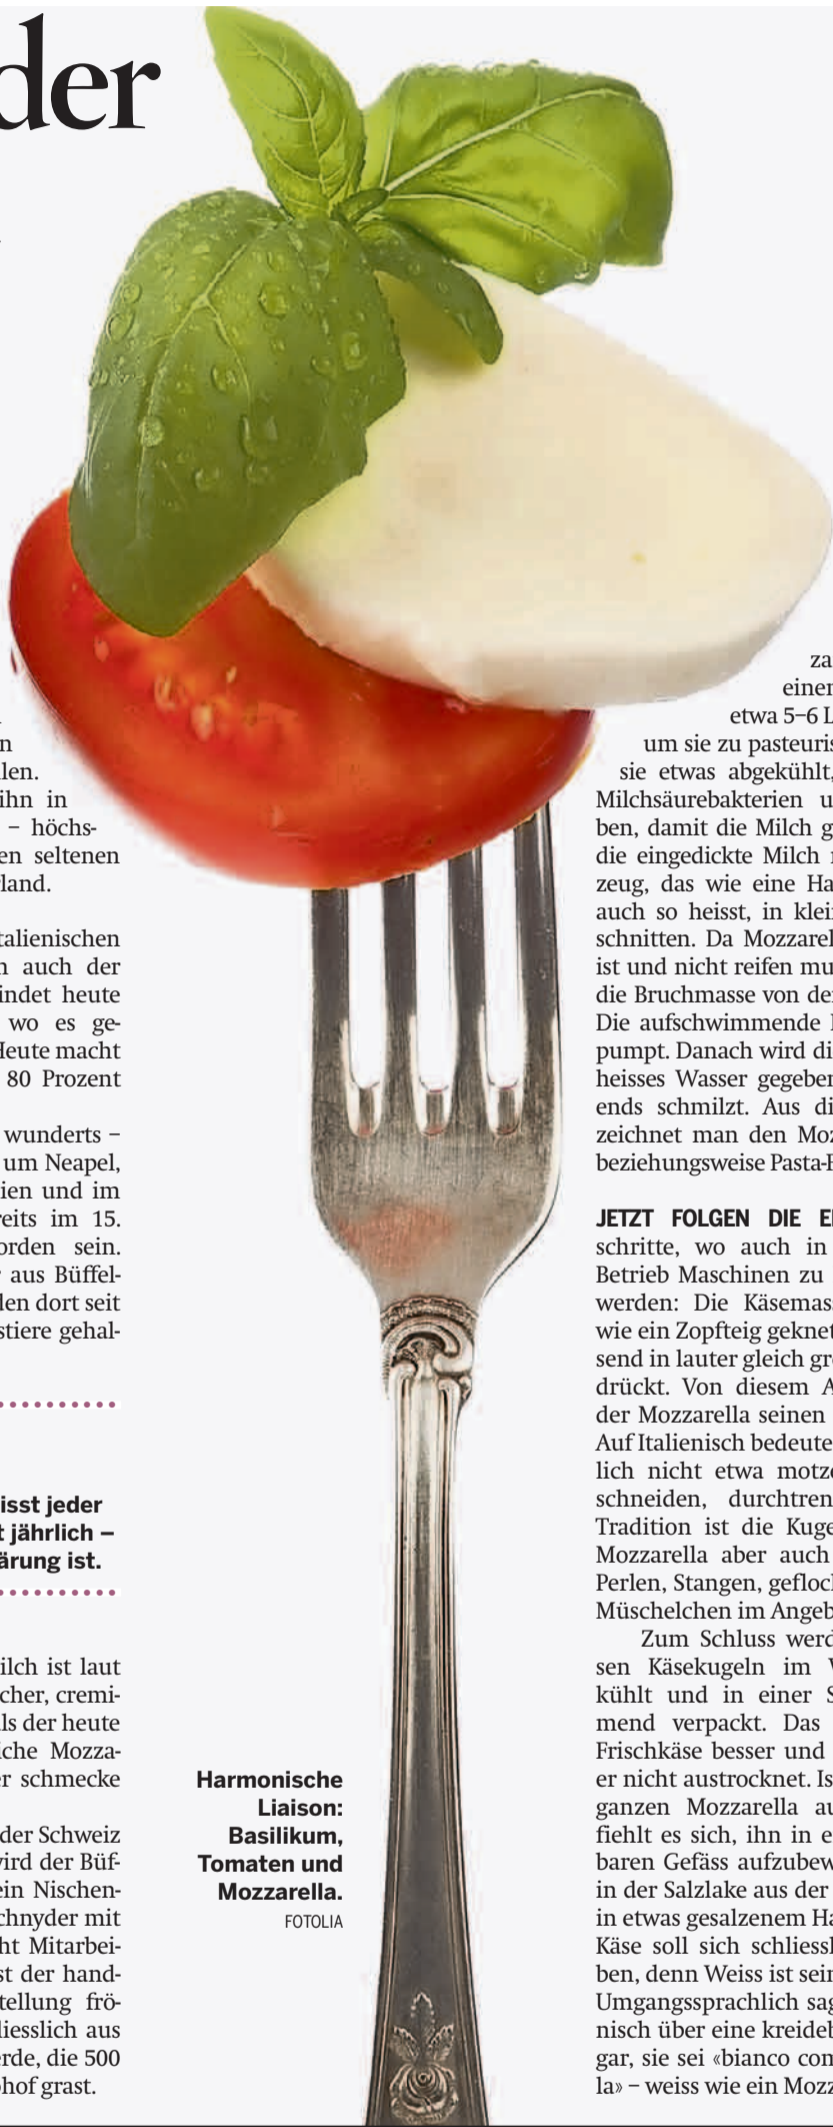 der
n
len.
ihn in
– höchs-
en seltenen
land.
talienischen
n auch der
indet heute
wo es ge-
Heute macht
80 Prozent
wunderts –
um Neapel,
ien und im
reits im 15.
orden sein.
r aus Büffel-
den dort seit
stiere gehal-
isst jeder
t jährlich –
ärung ist.
ilch ist laut
cher, cremi-
ls der heute
iche Mozza-
er schmecke
der Schweiz
wird der Büf-
ein Nischen-
chnyder mit
ht Mitarbei-
st der hand-
tellung frö-
liesslich aus
erde, die 500
hof grast.
Harmonische
Liaison:
Basilikum,
Tomaten und
Mozzarella.
FOTOLIA
za
einer
etwa 5–6 L
um sie zu pasteuris
sie etwas abgekühlt,
Milchsäurebakterien u
ben, damit die Milch g
die eingedickte Milch
zeug, das wie eine Ha
auch so heisst, in klei
schnitten. Da Mozzarel
ist und nicht reifen mu
die Bruchmasse von de
Die aufschwimmende
pumpt. Danach wird di
heisses Wasser gegeben
ends schmilzt. Aus di
zeichnet man den Moz
beziehungsweise Pasta-F
JETZT FOLGEN DIE E
schritte, wo auch in
Betrieb Maschinen zu
werden: Die Käsemass
wie ein Zopfteig geknet
send in lauter gleich gr
drückt. Von diesem A
der Mozzarella seinen
Auf Italienisch bedeute
lich nicht etwa motze
schneiden, durchtren
Tradition ist die Kuge
Mozzarella aber auch
Perlen, Stangen, gefloch
Müschelchen im Angeb
Zum Schluss werd
sen Käsekugeln im W
kühlt und in einer S
mend verpackt. Das
Frischkäse besser und
er nicht austrocknet. Is
ganzen Mozzarella au
fiehlt es sich, ihn in e
baren Gefäss aufzubew
in der Salzlake aus der
in etwas gesalzenem Ha
Käse soll sich schliessl
ben, denn Weiss ist sein
Umgangssprachlich sag
nisch über eine kreideb
gar, sie sei «bianco com
la» – weiss wie ein Mozz